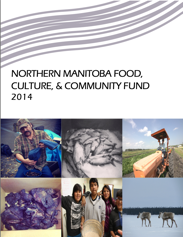 NORTHERN MANITOBA FOOD,
CULTURE, & COMMUNITY FUND
2014